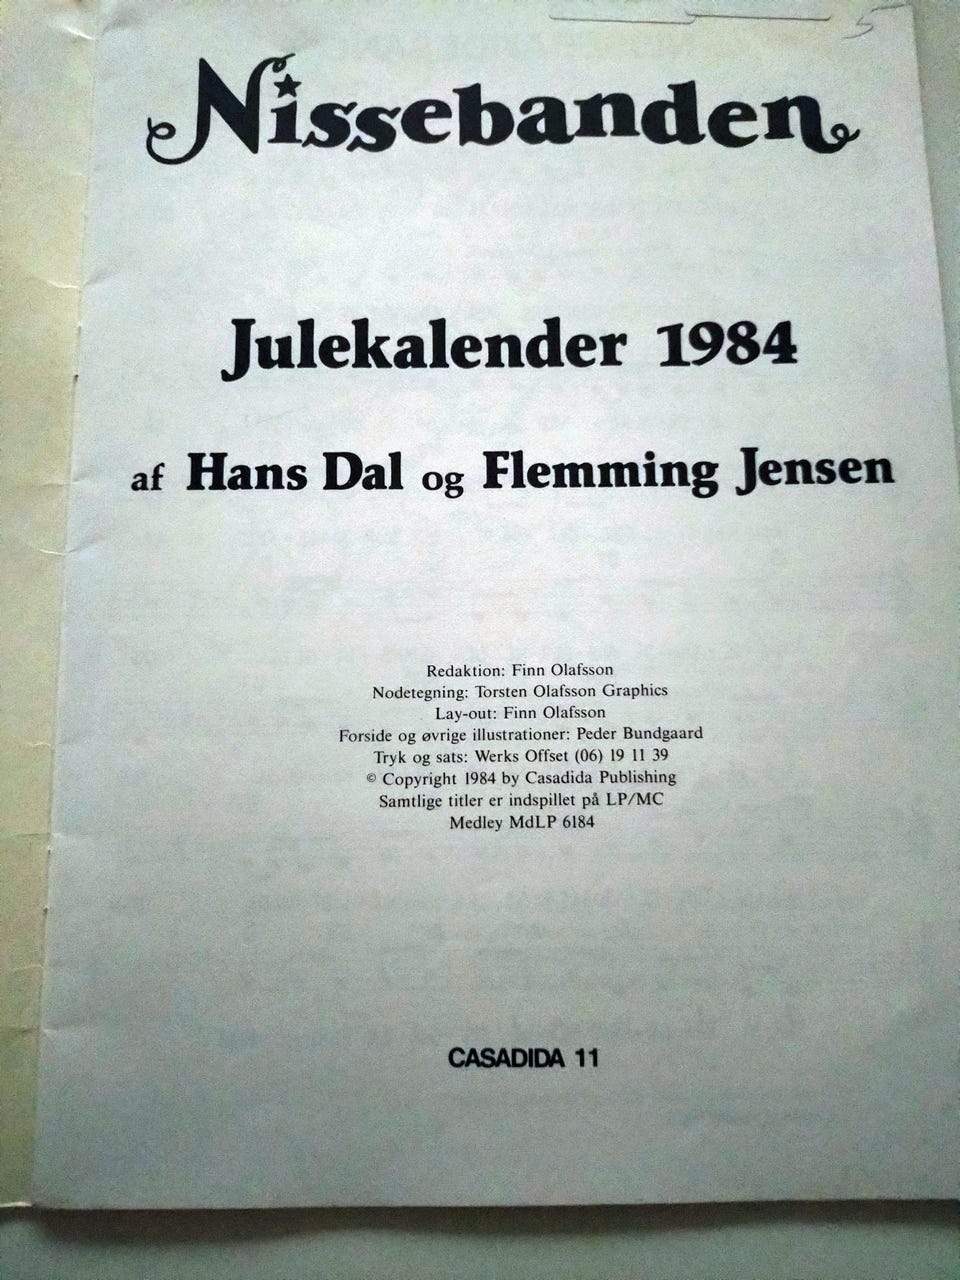 5
Nissebanden
Julekalender 1984
af Hans Dal og Flemming Jensen
Redaktion: Finn Olafsson
Nodetegning: Torsten Olafsson Graphics
Lay-out: Finn Olafsson
Forside og øvrige illustrationer: Peder Bundgaard
Tryk og sats: Werks Offset (06) 19 11 39
© Copyright 1984 by Casadida Publishing
Samtlige titler er indspillet på LP/MC
Medley MdLP 6184
CASADIDA 11